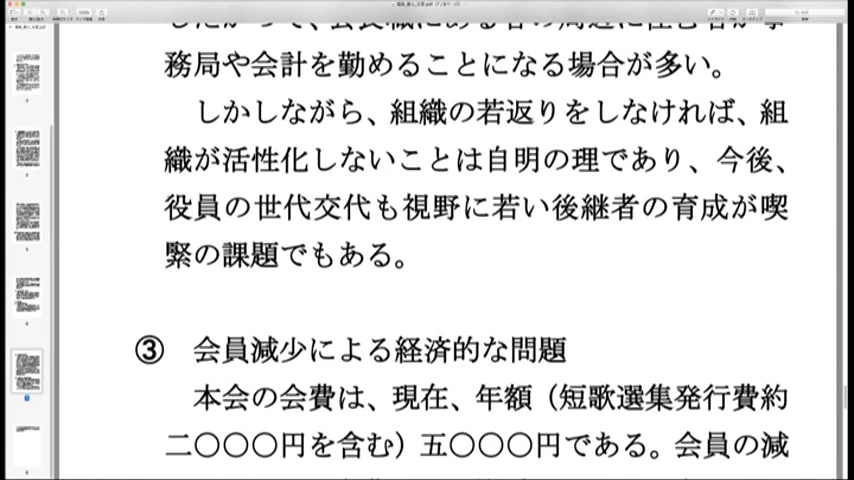 務局や会計を勤めることになる場合が多い。
しかしながら、組織の若返りをしなければ、組
織が活性化しないことは自明の理であり、今後、
役員の世代交代も視野に若い後継者の育成が喫
緊の課題でもある。
③ 会員減少による経済的な問題
本会の会費は、現在、年額（短歌選集発行費約
二〇〇〇円を含む）五〇〇〇円である。会員の減